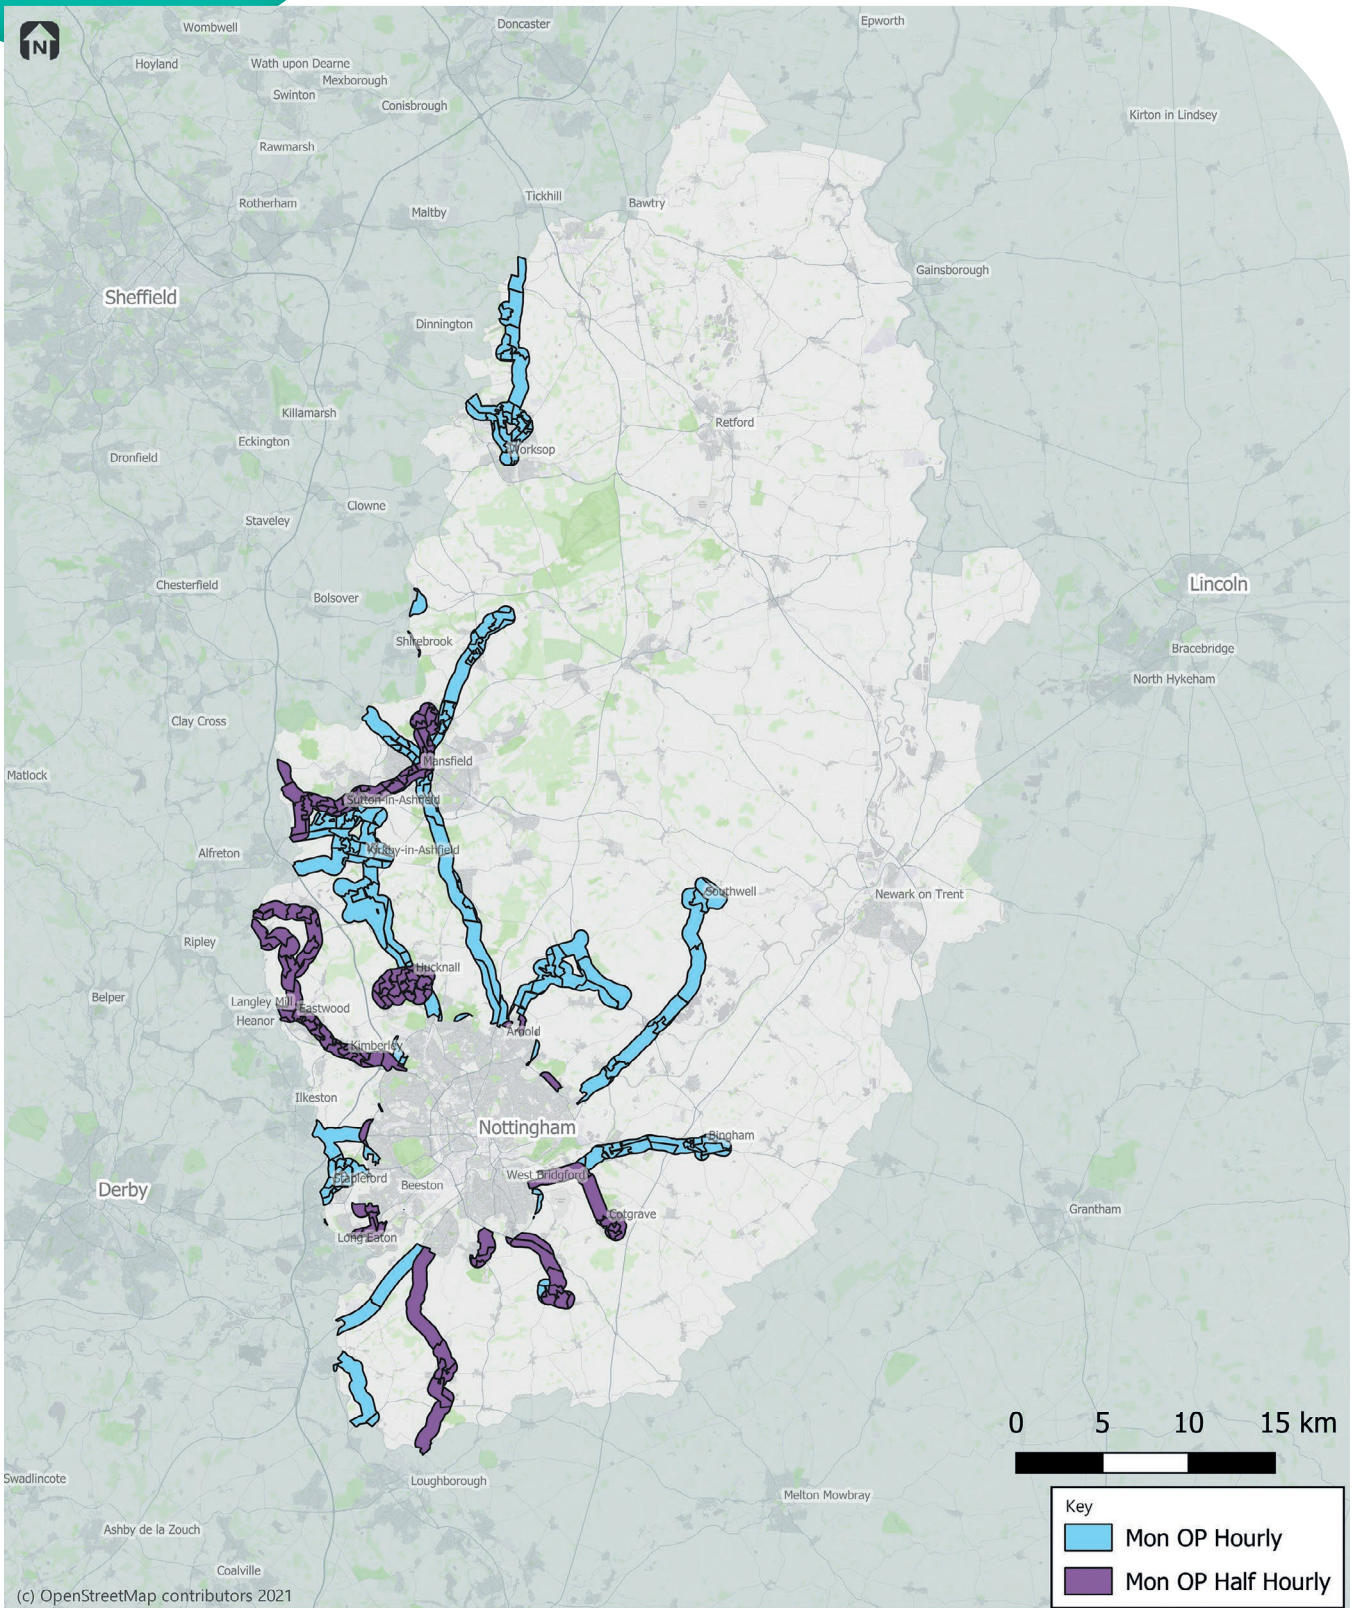 Wombwell
Doncaster
Epworth
N
Hoyland
Wath upon Dearne
Mexborough
Swinton
Conisbrough
Kirton in Lindsey
Rawmarsh
Tickhill
Rotherham
Bawtry
Maltby
Gainsborough
Sheffield
Dinnington
Killamarsh
Retford
Eckington
Dronfield
Worksop
Clowne
Staveley
Chesterfield
Lincoln
Bolsover
Shirebrook
Bracebridge
North Hykeham
Clay Cross
Mansfield
Matlock
Sutton-in-Ashfield
Kirkby-in-Ashfield
Alfreton
Southwell
Newark on Trent
Ripley
Hucknall
Belper
Langley Mill
Eastwood
Heanor
Arnold
Kimberley
Ilkeston
Nottingham
Bingham
West Bridgford
Stapleford
Beeston
Derby
Cotgrave
Grantham
Long Eaton
Loughborough
Swadlincote
Melton Mowbray
Ashby de la Zouch
Coalville
0 5 10 15 km
Key
Mon OP Hourly
Mon OP Half Hourly
(c) OpenStreetMap contributors 2021